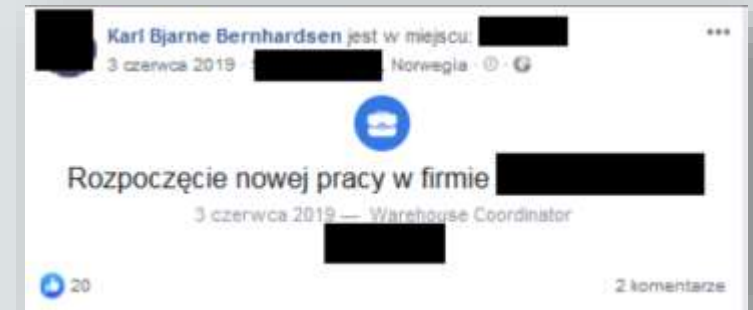 Karl Bjarne Bernhardsen jest w miejscu:
3 czerwca 2019 · , Norwegia
Rozpoczęcie nowej pracy w firmie
3 czerwca 2019 — Warehouse Coordinator
20 2 komentarze